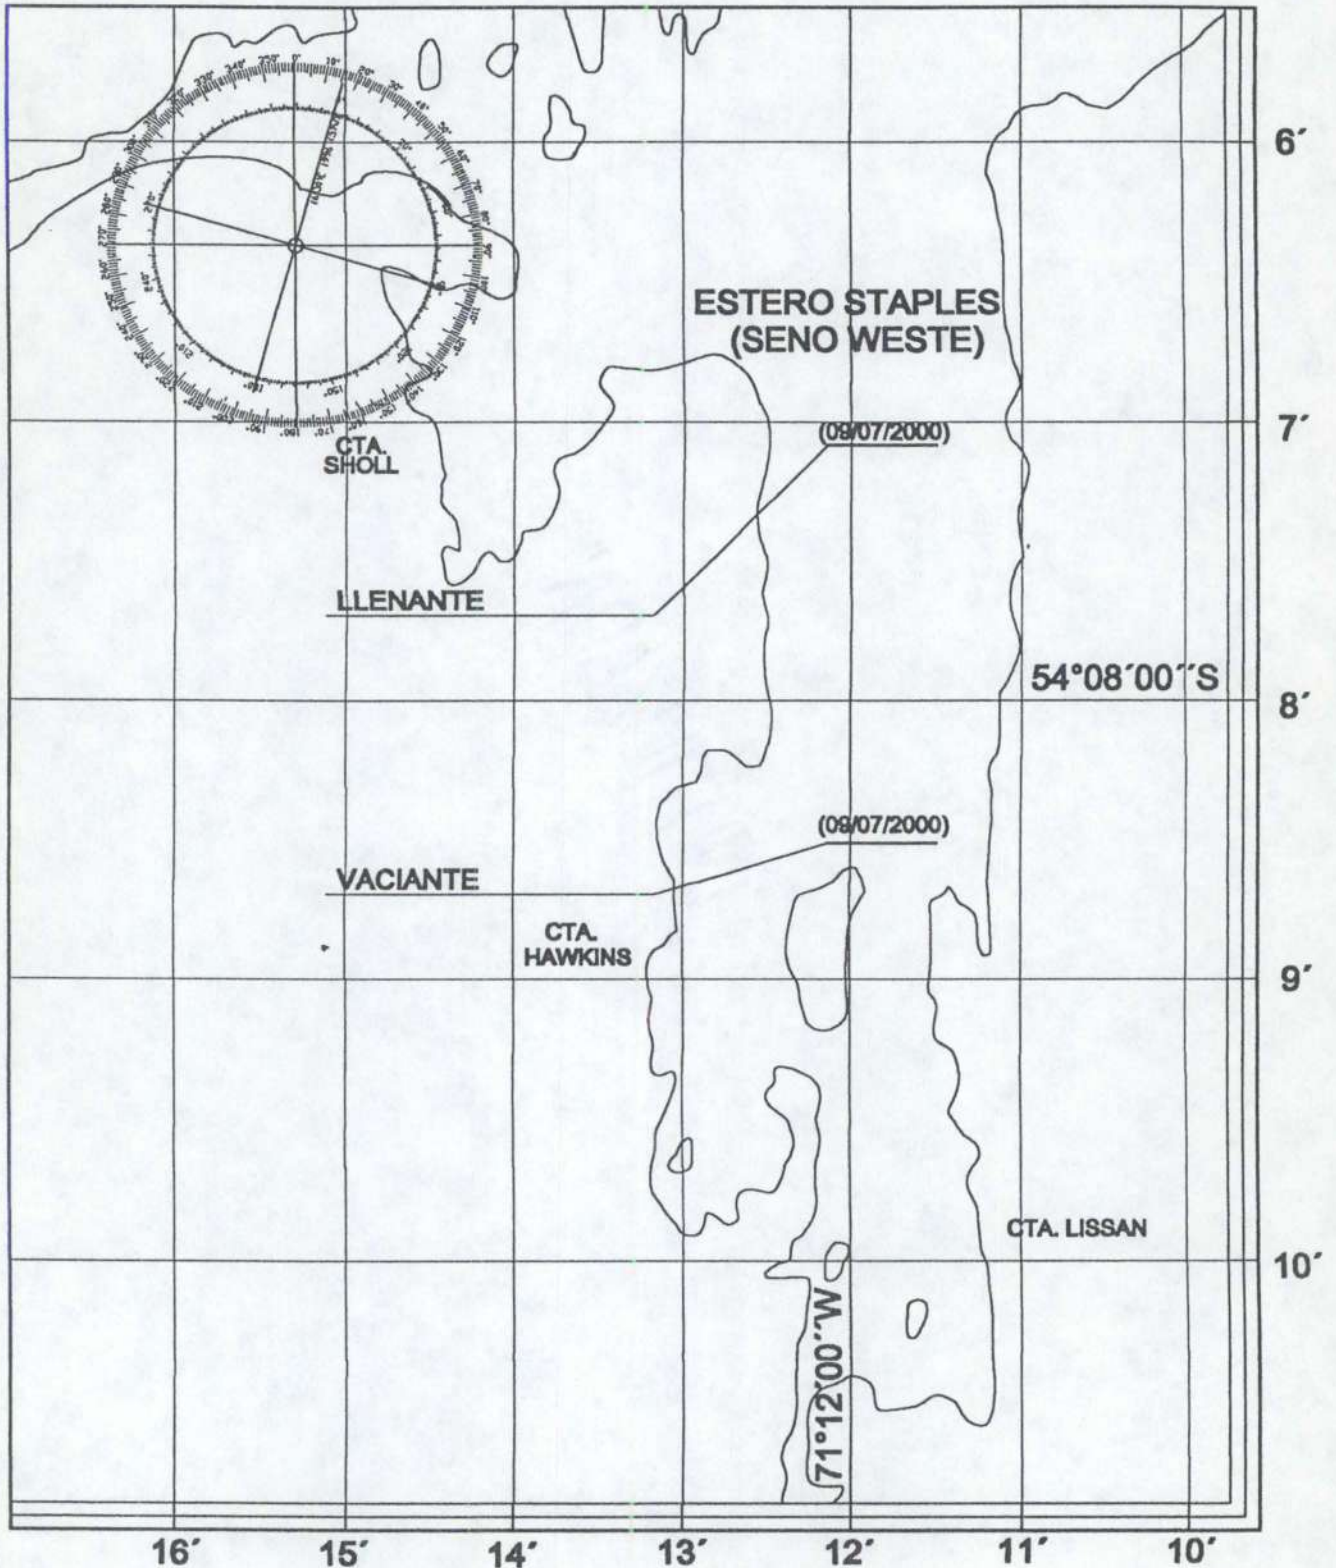 6´
ESTERO STAPLES
(SENO WESTE)
7´
(09/07/2000)
CTA.
SHOLL
LLENANTE
54°08´00´´S
8´
(09/07/2000)
VACIANTE
CTA.
HAWKINS
9´
CTA. LISSAN
10´
71°12´00´´W
16´
15´
14´
13´
12´
11´
10´